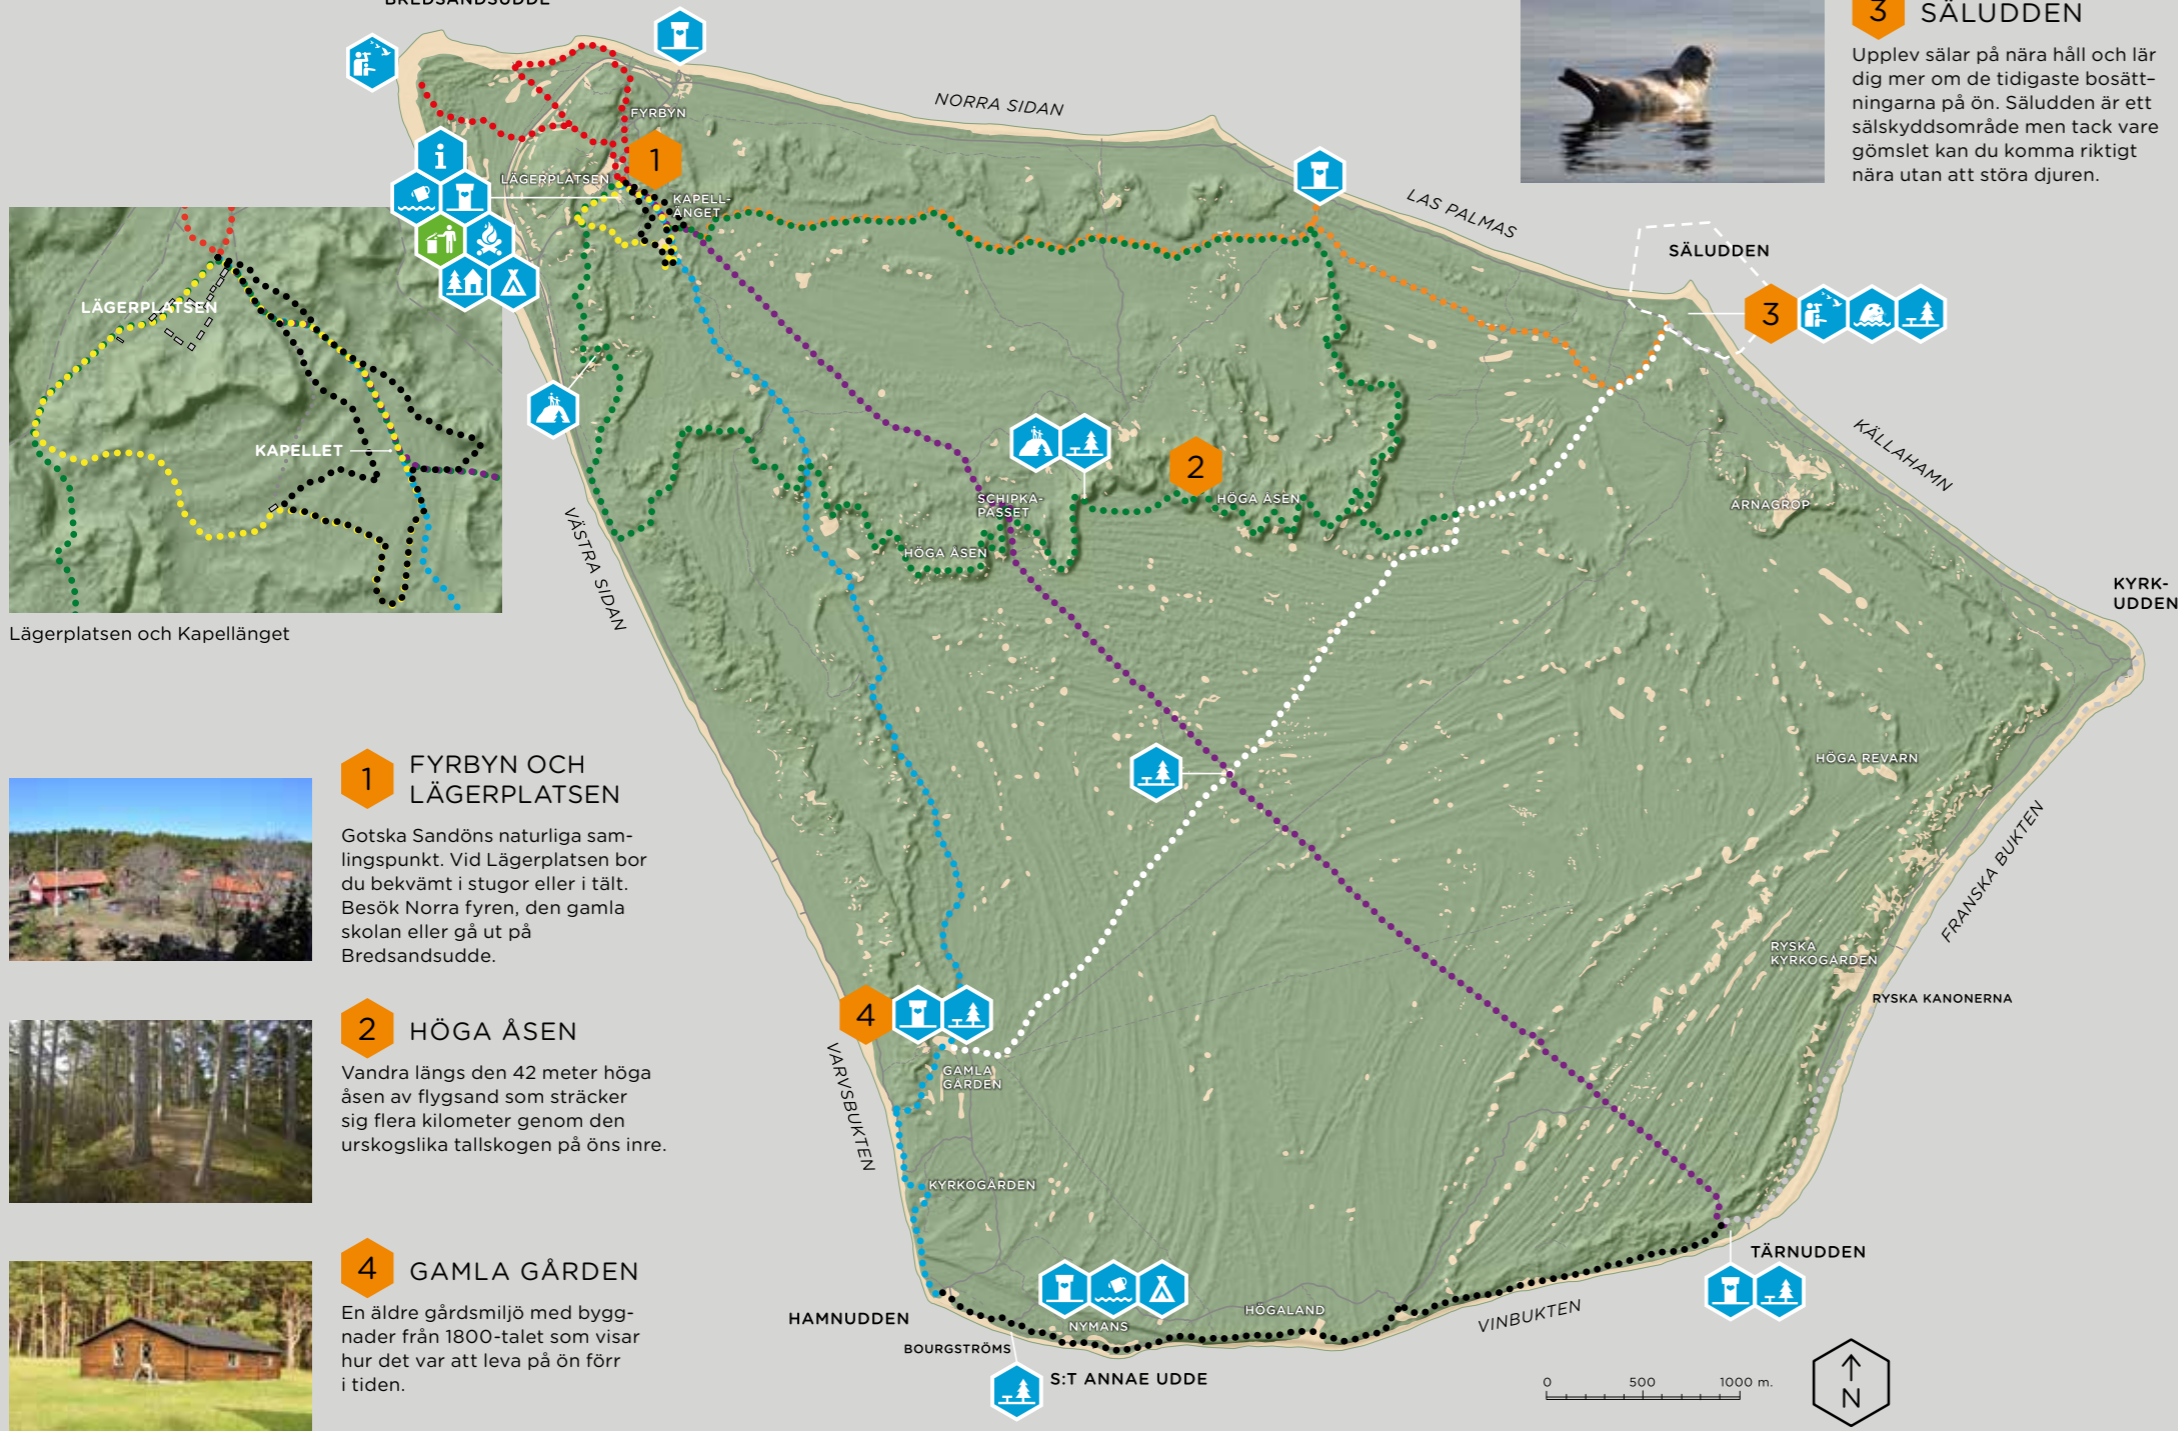 BREDSANDSUDDE
3 SÄLUDDEN
Upplev sälar på nära håll och lär
dig mer om de tidigaste bosätt-
ningarna på ön. Säludden är ett
sälskyddsområde men tack vare
gömslet kan du komma riktigt
nära utan att störa djuren.
NORRA SIDAN
FYRBYN
1
i
LÄGERPLATSEN
KAPELL-
ÄNGET
LAS PALMAS
SÄLUDDEN
3
LÄGERPLATSEN
KAPELLET
Lägerplatsen och Kapellänget
2
SCHIPKA-
PASSET
HÖGA ÅSEN
HÖGA ÅSEN
KÄLLAHAMN
ARNAGROP
VÄSTRA SIDAN
KYRK-
UDDEN
HÖGA REVARN
FRANSKA BUKTEN
RYSKA
KYRKOGÅRDEN
RYSKA KANONERNA
1 FYRBYN OCH
LÄGERPLATSEN
Gotska Sandöns naturliga sam-
lingspunkt. Vid Lägerplatsen bor
du bekvämt i stugor eller i tält.
Besök Norra fyren, den gamla
skolan eller gå ut på
Bredsandsudde.
2 HÖGA ÅSEN
Vandra längs den 42 meter höga
åsen av flygsand som sträcker
sig flera kilometer genom den
urskogslika tallskogen på öns inre.
4 GAMLA GÅRDEN
En äldre gårdsmiljö med bygg-
nader från 1800-talet som visar
hur det var att leva på ön förr
i tiden.
4
GAMLA
GÅRDEN
VARVSBUKTEN
KYRKOGÅRDEN
HAMNUDDEN
BOURGSTRÖMS
NYMANS
S:T ANNAE UDDE
HÖGALAND
VINBUKTEN
TÄRNUDDEN
0 500 1000 m.
N